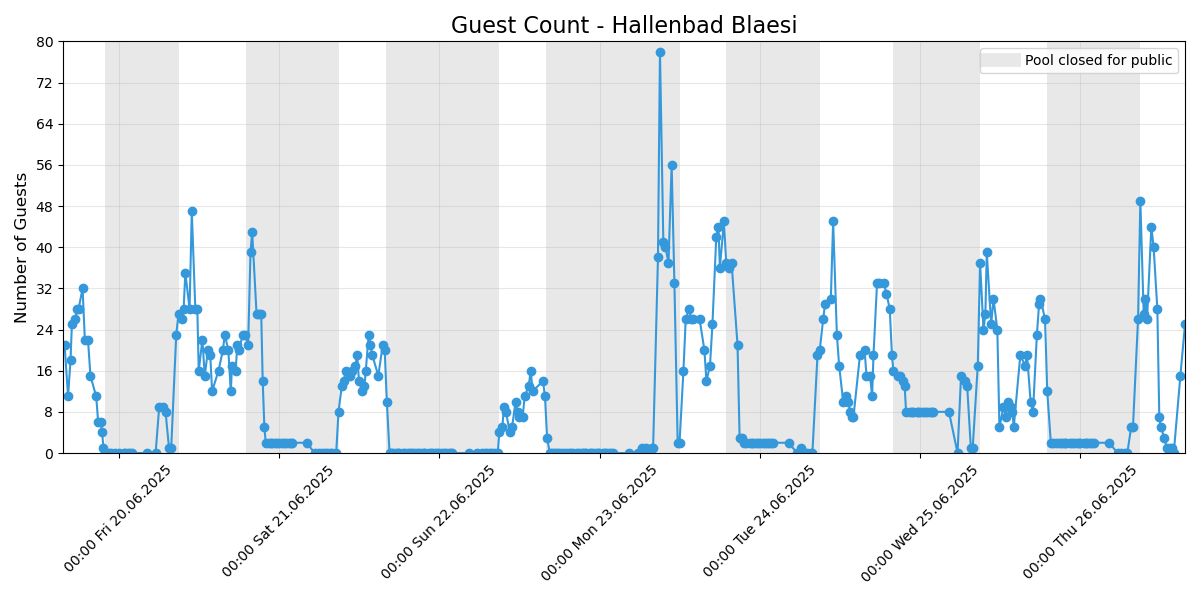 Guest Count - Hallenbad Blaesi
Pool closed for public
Number of Guests
80
72
64
56
48
40
32
24
16
8
0
00:00 Fri 20.06.2025
00:00 Sat 21.06.2025
00:00 Sun 22.06.2025
00:00 Mon 23.06.2025
00:00 Tue 24.06.2025
00:00 Wed 25.06.2025
00:00 Thu 26.06.2025